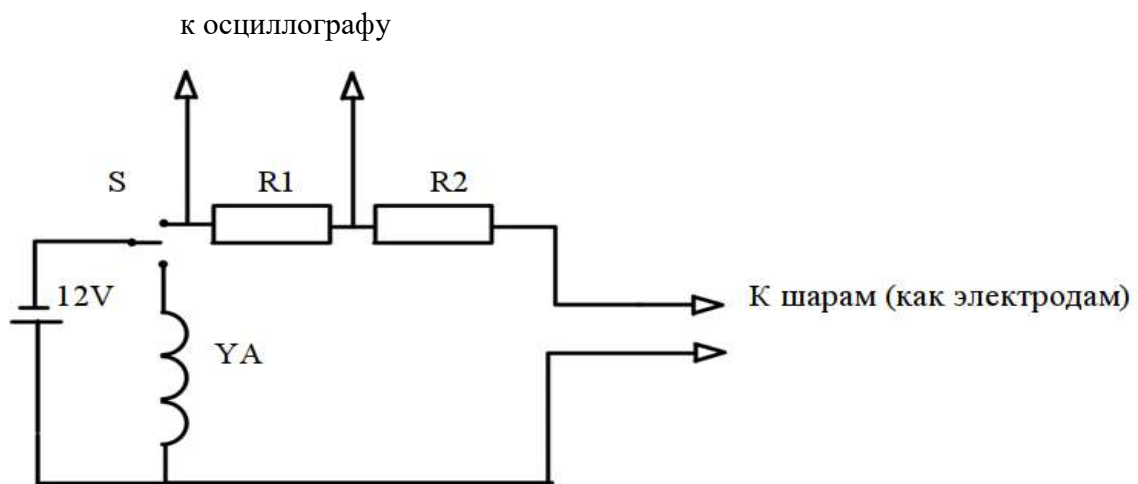 к осциллографу
S
R1
R2
12V
К шарам (как электродам)
YA